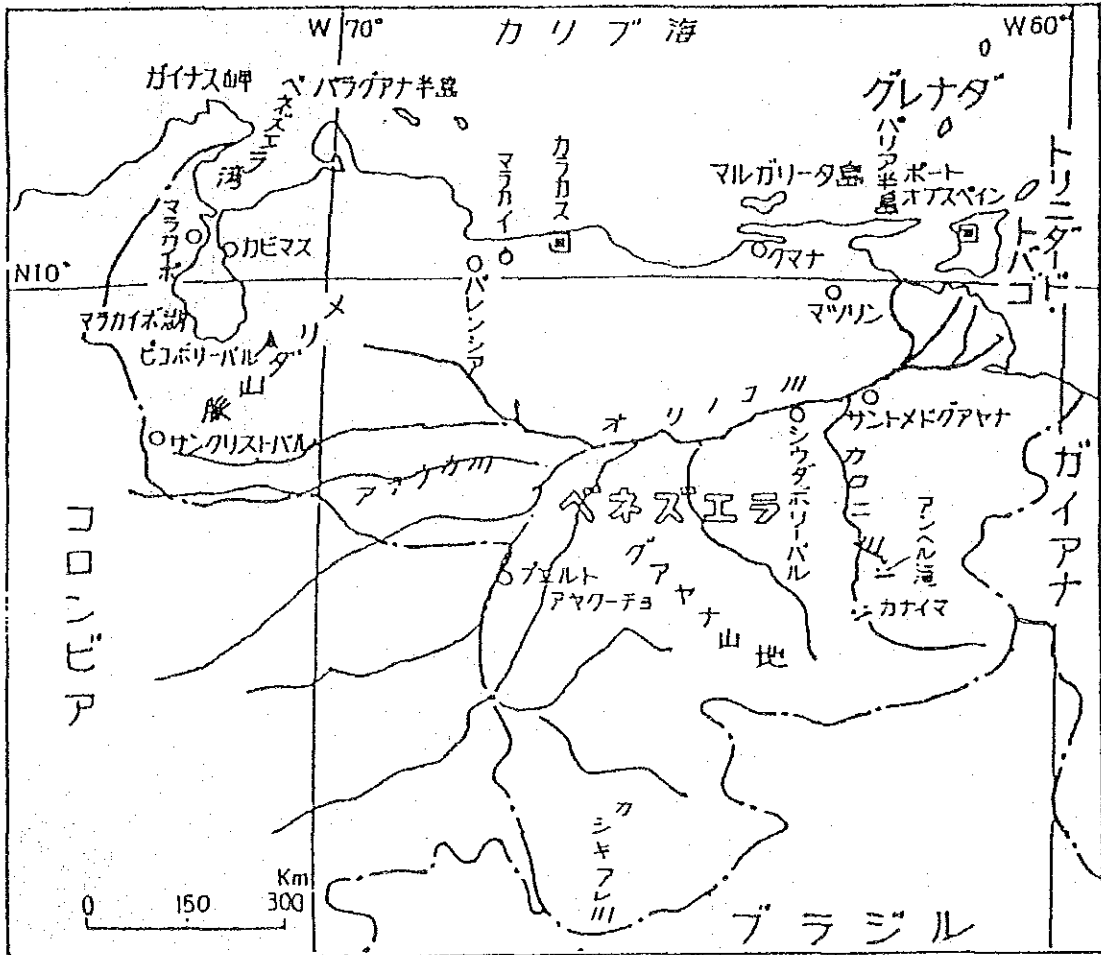 W 70°
カリブ海
W 60°
ガイナス岬
ベネズエラ湾
パラグアナ半島
グレナダ
マラカイ
カラカス
マルガリータ島
パリア半島
ポート
オブスペイン
トリニダード・
トバゴ
マラカイボ
カビマス
クマナ
N10°
バレンシア
マツリン
マラカイボ湖
ピコボリーバル
メリダ山脈
オリノコ川
サントメドグアヤナ
サンクリストバル
シウダボリーバル
カロニ川
アンヘル滝
ガイアナ
コロンビア
ベネズエラ
グアヤナ山地
プエルト
アヤクーチョ
カナイマ
カシキアレ川
ブラジル
Km
0 150 300